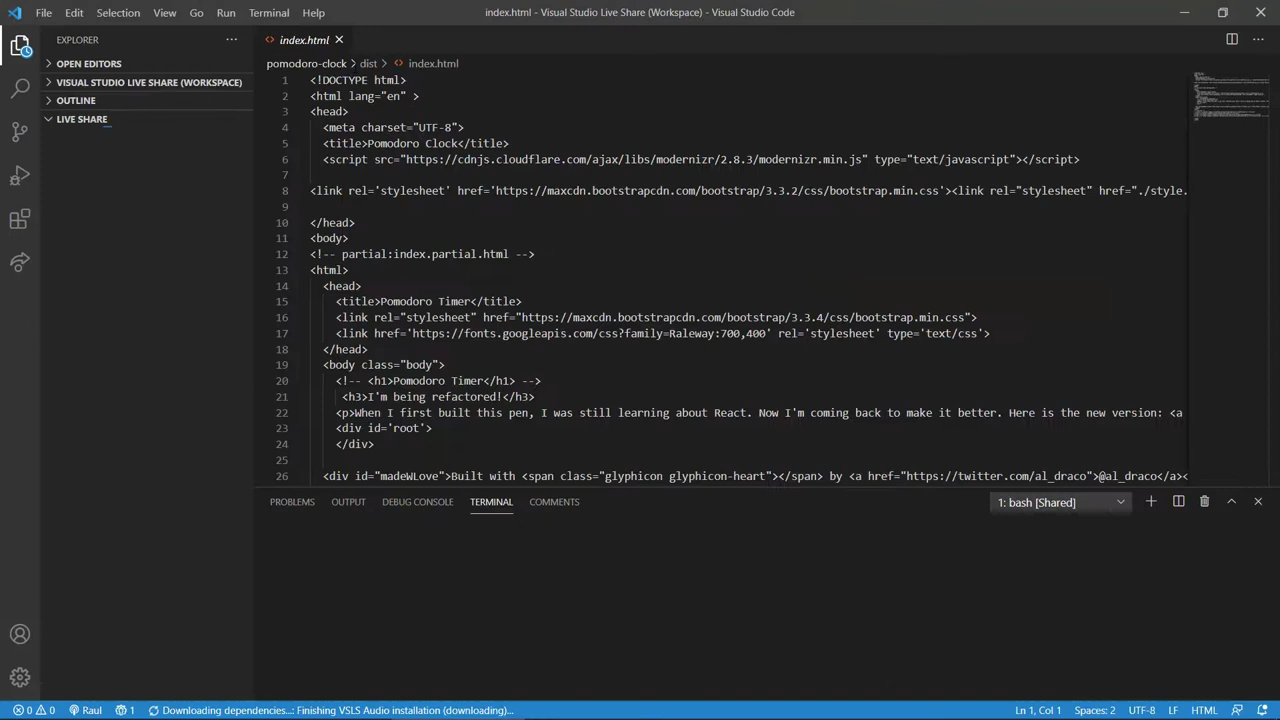 File Edit Selection View Go Run Terminal Help
index.html - Visual Studio Live Share (Workspace) - Visual Studio Code
EXPLORER
OPEN EDITORS
VISUAL STUDIO LIVE SHARE (WORKSPACE)
OUTLINE
LIVE SHARE
<> index.html
pomodoro-clock > dist > <> index.html
1 <!DOCTYPE html>
2 <html lang="en" >
3 <head>
4 <meta charset="UTF-8">
5 <title>Pomodoro Clock</title>
6 <script src="https://cdnjs.cloudflare.com/ajax/libs/modernizr/2.8.3/modernizr.min.js" type="text/javascript"></script>
7
8 <link rel='stylesheet' href='https://maxcdn.bootstrapcdn.com/bootstrap/3.3.2/css/bootstrap.min.css'><link rel="stylesheet" href="./style.
9
10 </head>
11 <body>
12 <!-- partial:index.partial.html -->
13 <html>
14 <head>
15 <title>Pomodoro Timer</title>
16 <link rel="stylesheet" href="https://maxcdn.bootstrapcdn.com/bootstrap/3.3.4/css/bootstrap.min.css">
17 <link href='https://fonts.googleapis.com/css?family=Raleway:700,400' rel='stylesheet' type='text/css'>
18 </head>
19 <body class="body">
20 <!-- <h1>Pomodoro Timer</h1> -->
21 <h3>I'm being refactored!</h3>
22 <p>When I first built this pen, I was still learning about React. Now I'm coming back to make it better. Here is the new version: <a
23 <div id='root'>
24 </div>
25
26 <div id="madeWLove">Built with <span class="glyphicon glyphicon-heart"></span> by <a href="https://twitter.com/al_draco">@al_draco</a><
PROBLEMS OUTPUT DEBUG CONSOLE TERMINAL COMMENTS
1: bash [Shared]
0 0 Raul 1 Downloading dependencies...: Finishing VSLS Audio installation (downloading)...
Ln 1, Col 1 Spaces: 2 UTF-8 LF HTML